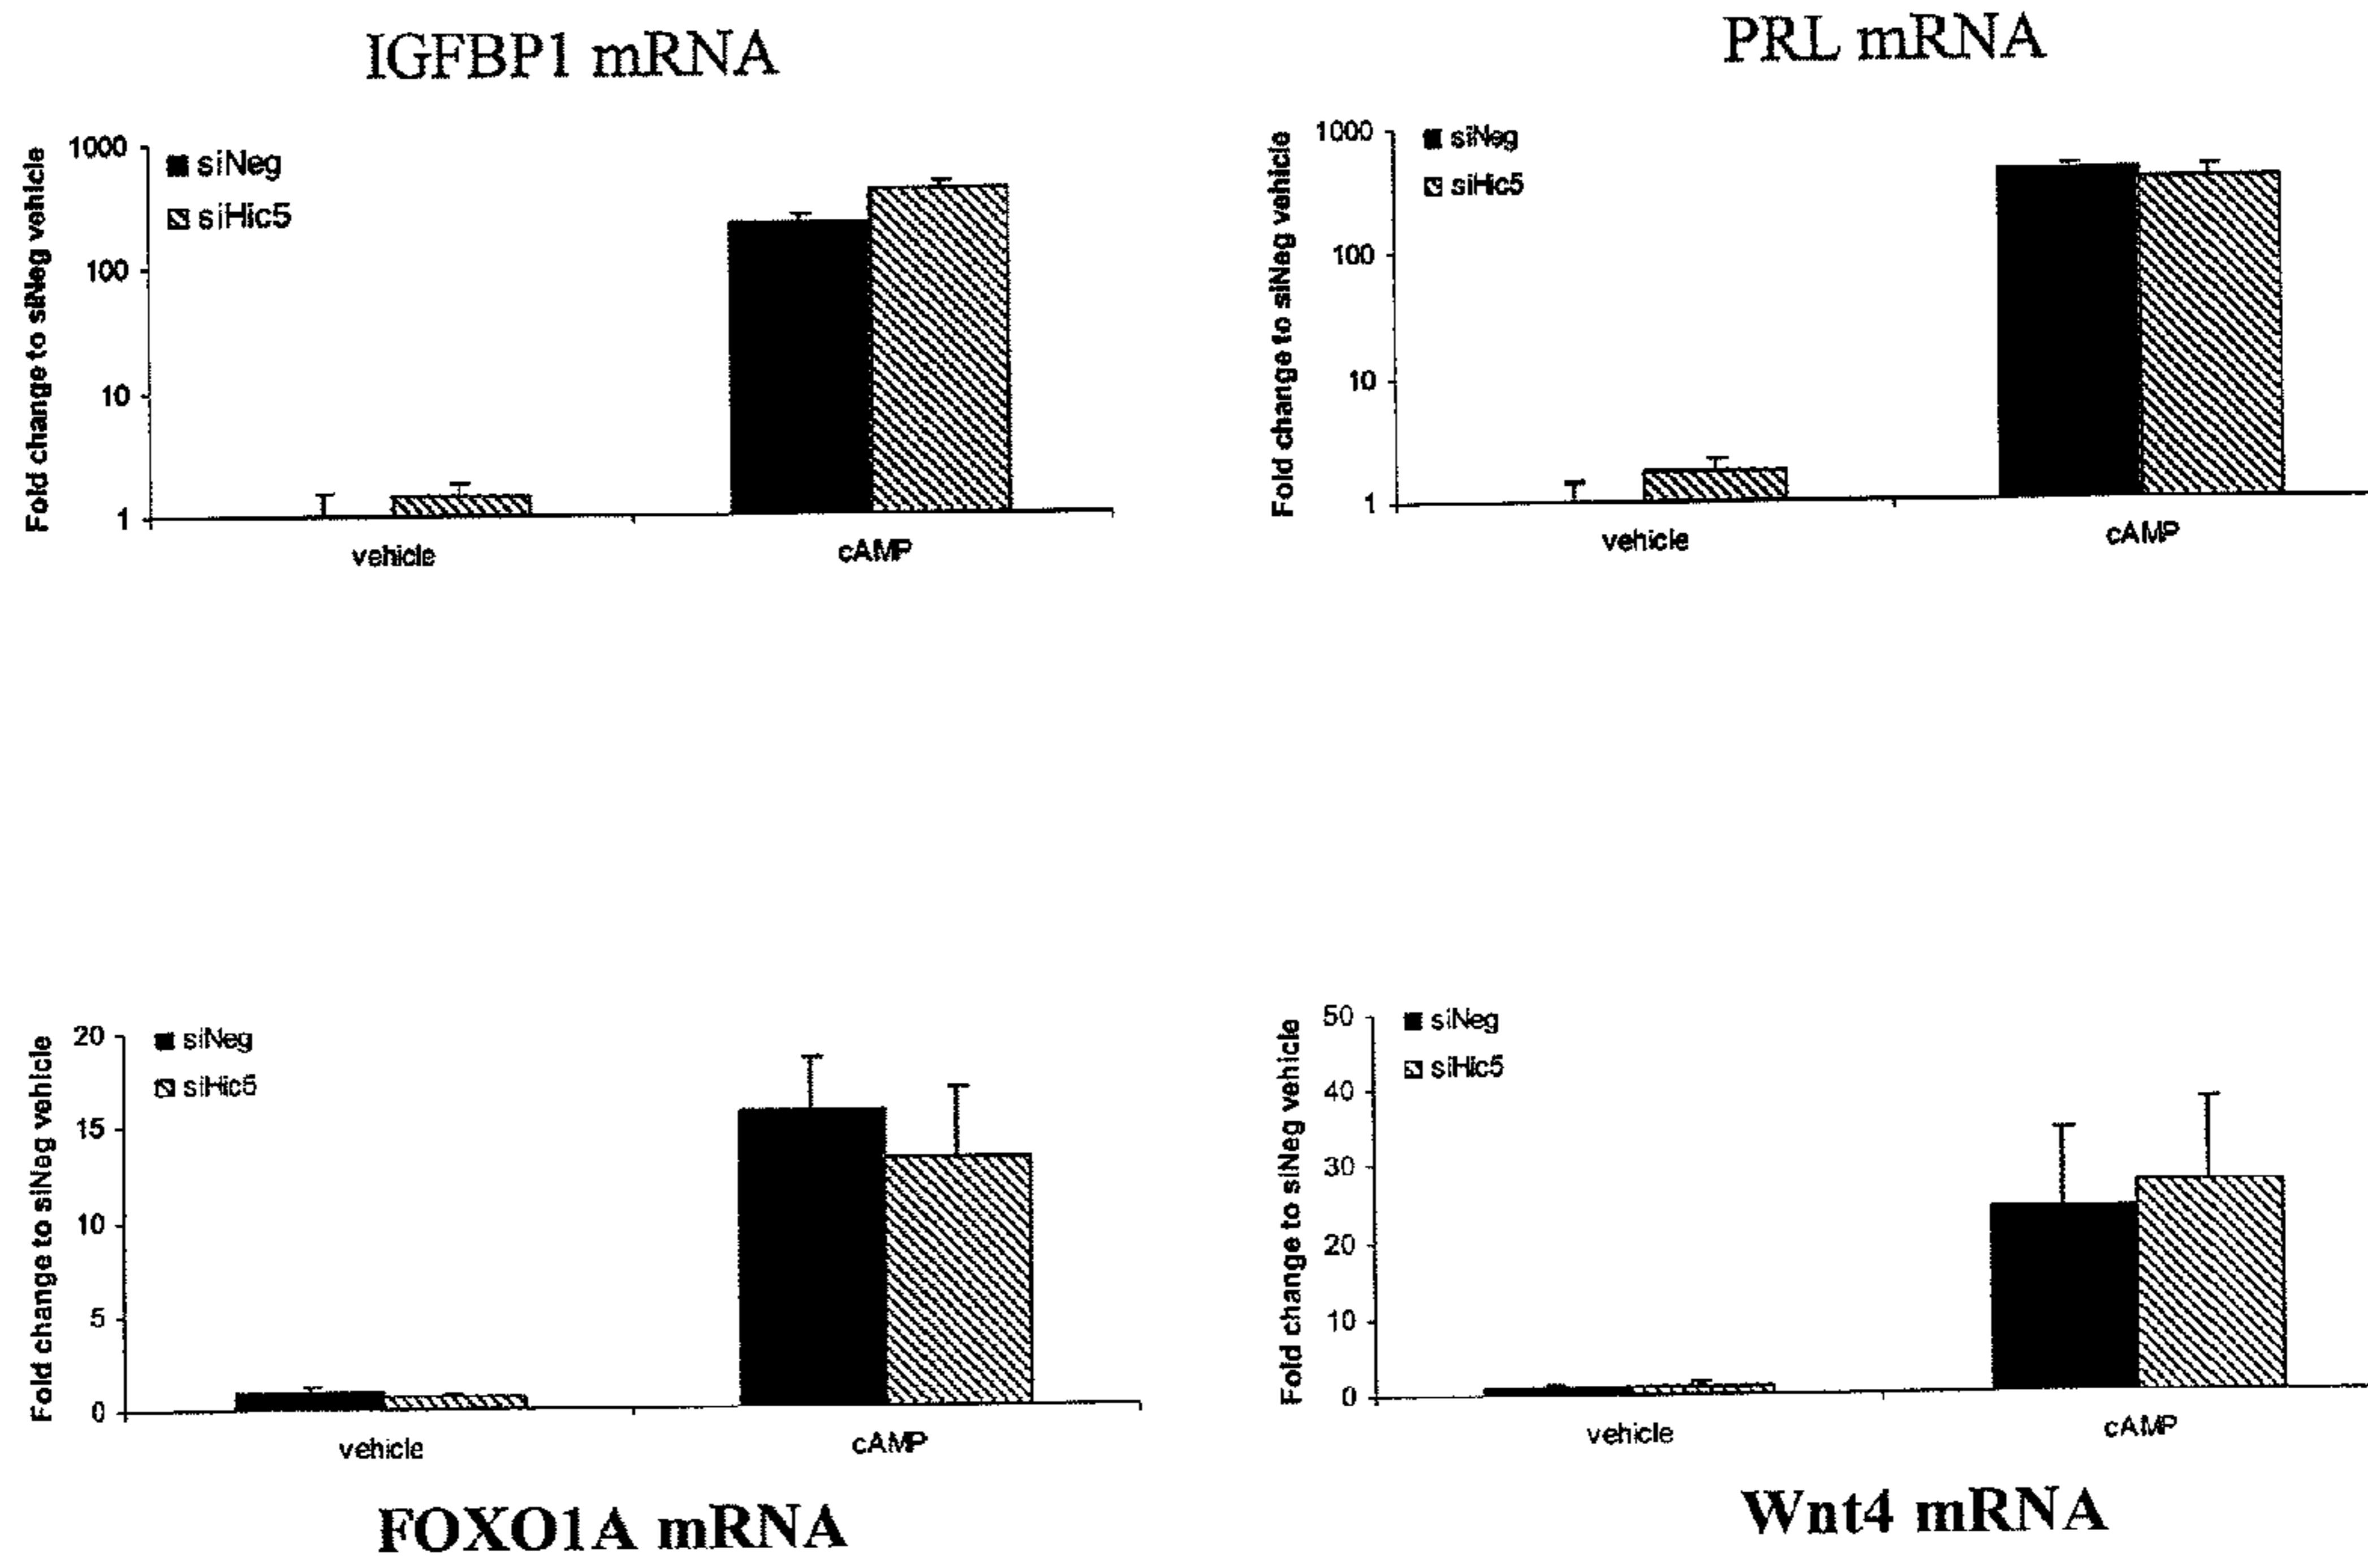 IGFBP1 mRNA
Fold change to siNeg vehicle
1000
100
10
1
siNeg
siHic5
vehicle
cAMP
PRL mRNA
Fold change to siNeg vehicle
1000
100
10
1
siNeg
siHic5
vehicle
cAMP
Fold change to siNeg vehicle
20
15
10
5
0
siNeg
siHic5
vehicle
cAMP
FOXO1A mRNA
Fold change to siNeg vehicle
50
40
30
20
10
0
siNeg
siHic5
vehicle
cAMP
Wnt4 mRNA